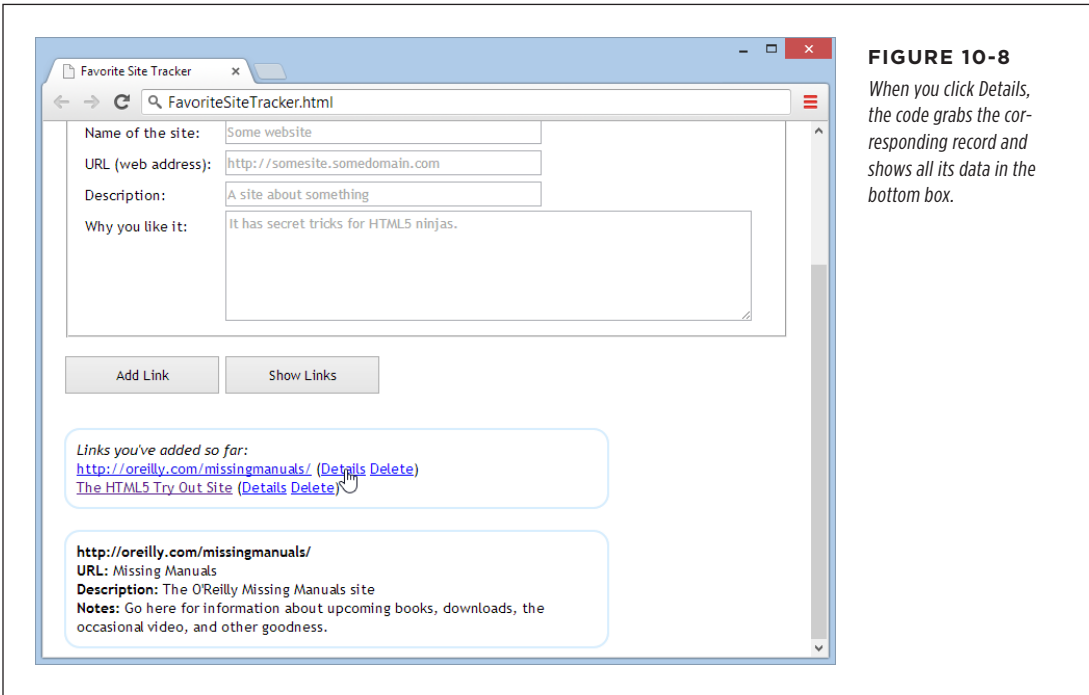 Favorite Site Tracker
FavoriteSiteTracker.html
Name of the site: Some website
URL (web address): http://somesite.somedomain.com
Description: A site about something
Why you like it: It has secret tricks for HTML5 ninjas.
Add Link Show Links
Links you've added so far:
http://oreilly.com/missingmanuals/ (Details Delete)
The HTML5 Try Out Site (Details Delete)
http://oreilly.com/missingmanuals/
URL: Missing Manuals
Description: The O'Reilly Missing Manuals site
Notes: Go here for information about upcoming books, downloads, the
occasional video, and other goodness.
FIGURE 10-8
When you click Details,
the code grabs the cor-
responding record and
shows all its data in the
bottom box.